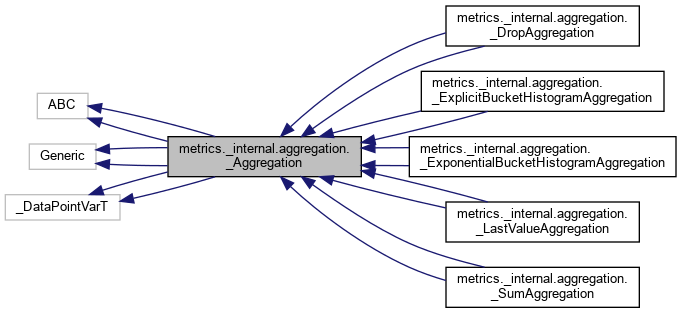 ABC
Generic
_DataPointVarT
metrics._internal.aggregation.
_Aggregation
metrics._internal.aggregation.
_DropAggregation
metrics._internal.aggregation.
_ExplicitBucketHistogramAggregation
metrics._internal.aggregation.
_ExponentialBucketHistogramAggregation
metrics._internal.aggregation.
_LastValueAggregation
metrics._internal.aggregation.
_SumAggregation